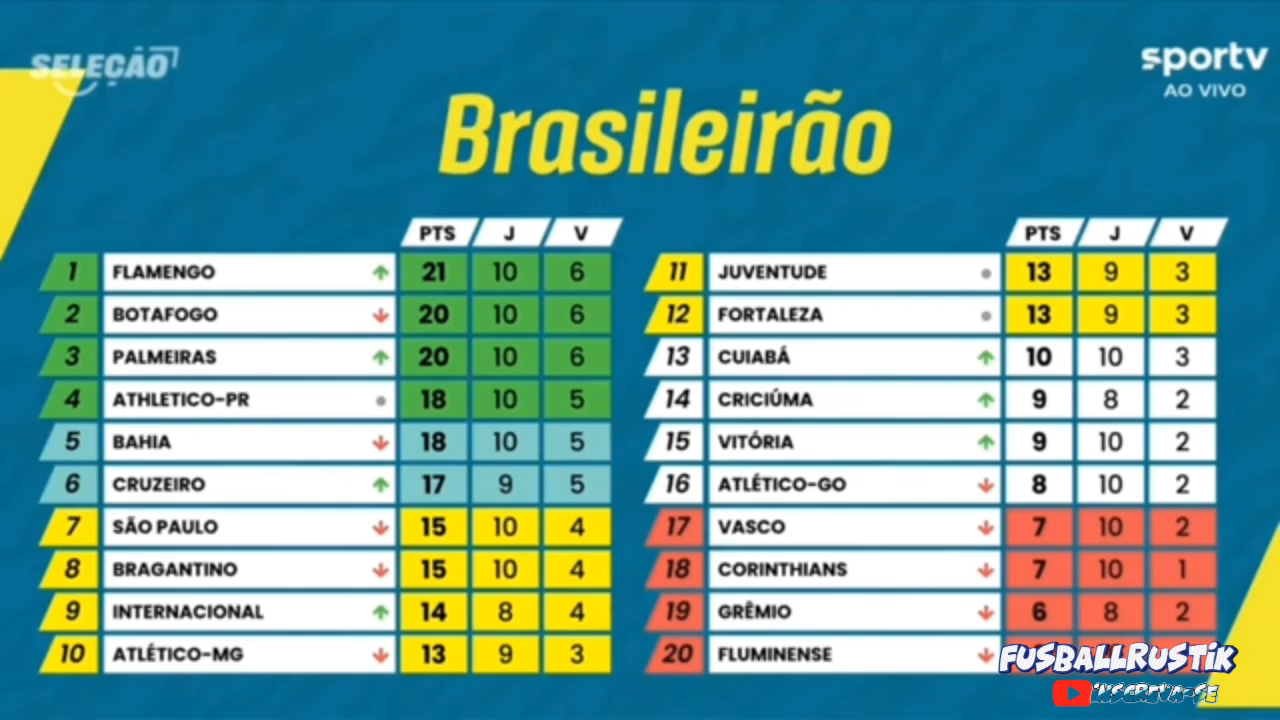 SELEÇÃO
sportv
AO VIVO
Brasileirão
PTS J V
1 FLAMENGO 21 10 6
2 BOTAFOGO 20 10 6
3 PALMEIRAS 20 10 6
4 ATHLETICO-PR 18 10 5
5 BAHIA 18 10 5
6 CRUZEIRO 17 9 5
7 SÃO PAULO 15 10 4
8 BRAGANTINO 15 10 4
9 INTERNACIONAL 14 8 4
10 ATLÉTICO-MG 13 9 3
PTS J V
11 JUVENTUDE 13 9 3
12 FORTALEZA 13 9 3
13 CUIABÁ 10 10 3
14 CRICIÚMA 9 8 2
15 VITÓRIA 9 10 2
16 ATLÉTICO-GO 8 10 2
17 VASCO 7 10 2
18 CORINTHIANS 7 10 1
19 GRÊMIO 6 8 2
20 FLUMINENSE
FUSBALLRUSTiK
iNSCREVA-SE